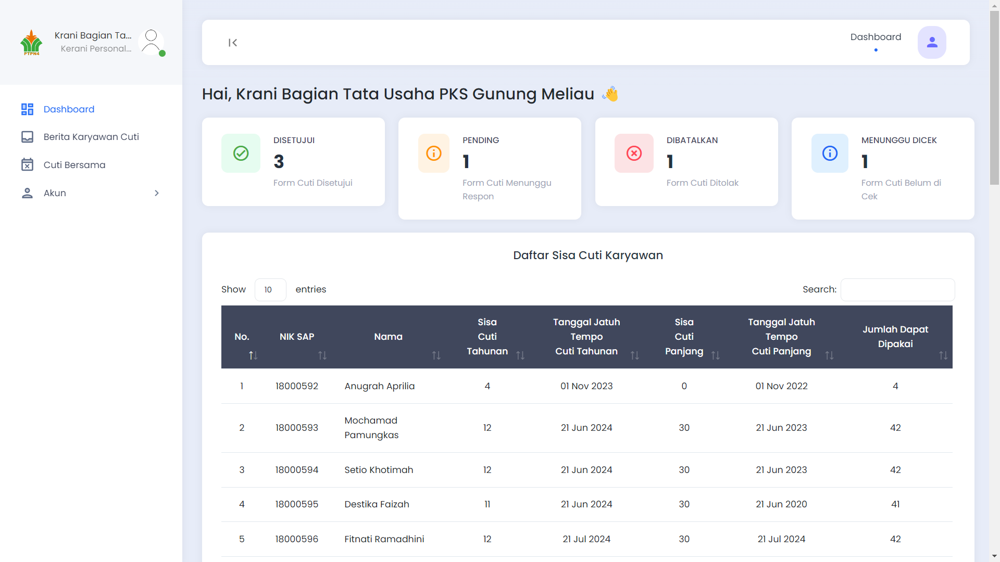 PTPN4
Krani Bagian Ta...
Kerani Personal...
Dashboard
Berita Karyawan Cuti
Cuti Bersama
Akun
Dashboard
Hai, Krani Bagian Tata Usaha PKS Gunung Meliau
DISETUJUI
3
Form Cuti Disetujui
PENDING
1
Form Cuti Menunggu
Respon
DIBATALKAN
1
Form Cuti Ditolak
MENUNGGU DICEK
1
Form Cuti Belum di
Cek
Daftar Sisa Cuti Karyawan
Show 10 entries
Search:
No.
NIK SAP
Nama
Sisa
Cuti
Tahunan
Tanggal Jatuh
Tempo
Cuti Tahunan
Sisa
Cuti
Panjang
Tanggal Jatuh
Tempo
Cuti Panjang
Jumlah Dapat
Dipakai
1 18000592 Anugrah Aprilia 4 01 Nov 2023 0 01 Nov 2022 4
2 18000593 Mochamad
Pamungkas 12 21 Jun 2024 30 21 Jun 2023 42
3 18000594 Setio Khotimah 12 21 Jun 2024 30 21 Jun 2023 42
4 18000595 Destika Faizah 11 21 Jun 2024 30 21 Jun 2020 41
5 18000596 Fitnati Ramadhini 12 21 Jul 2024 30 21 Jul 2024 42